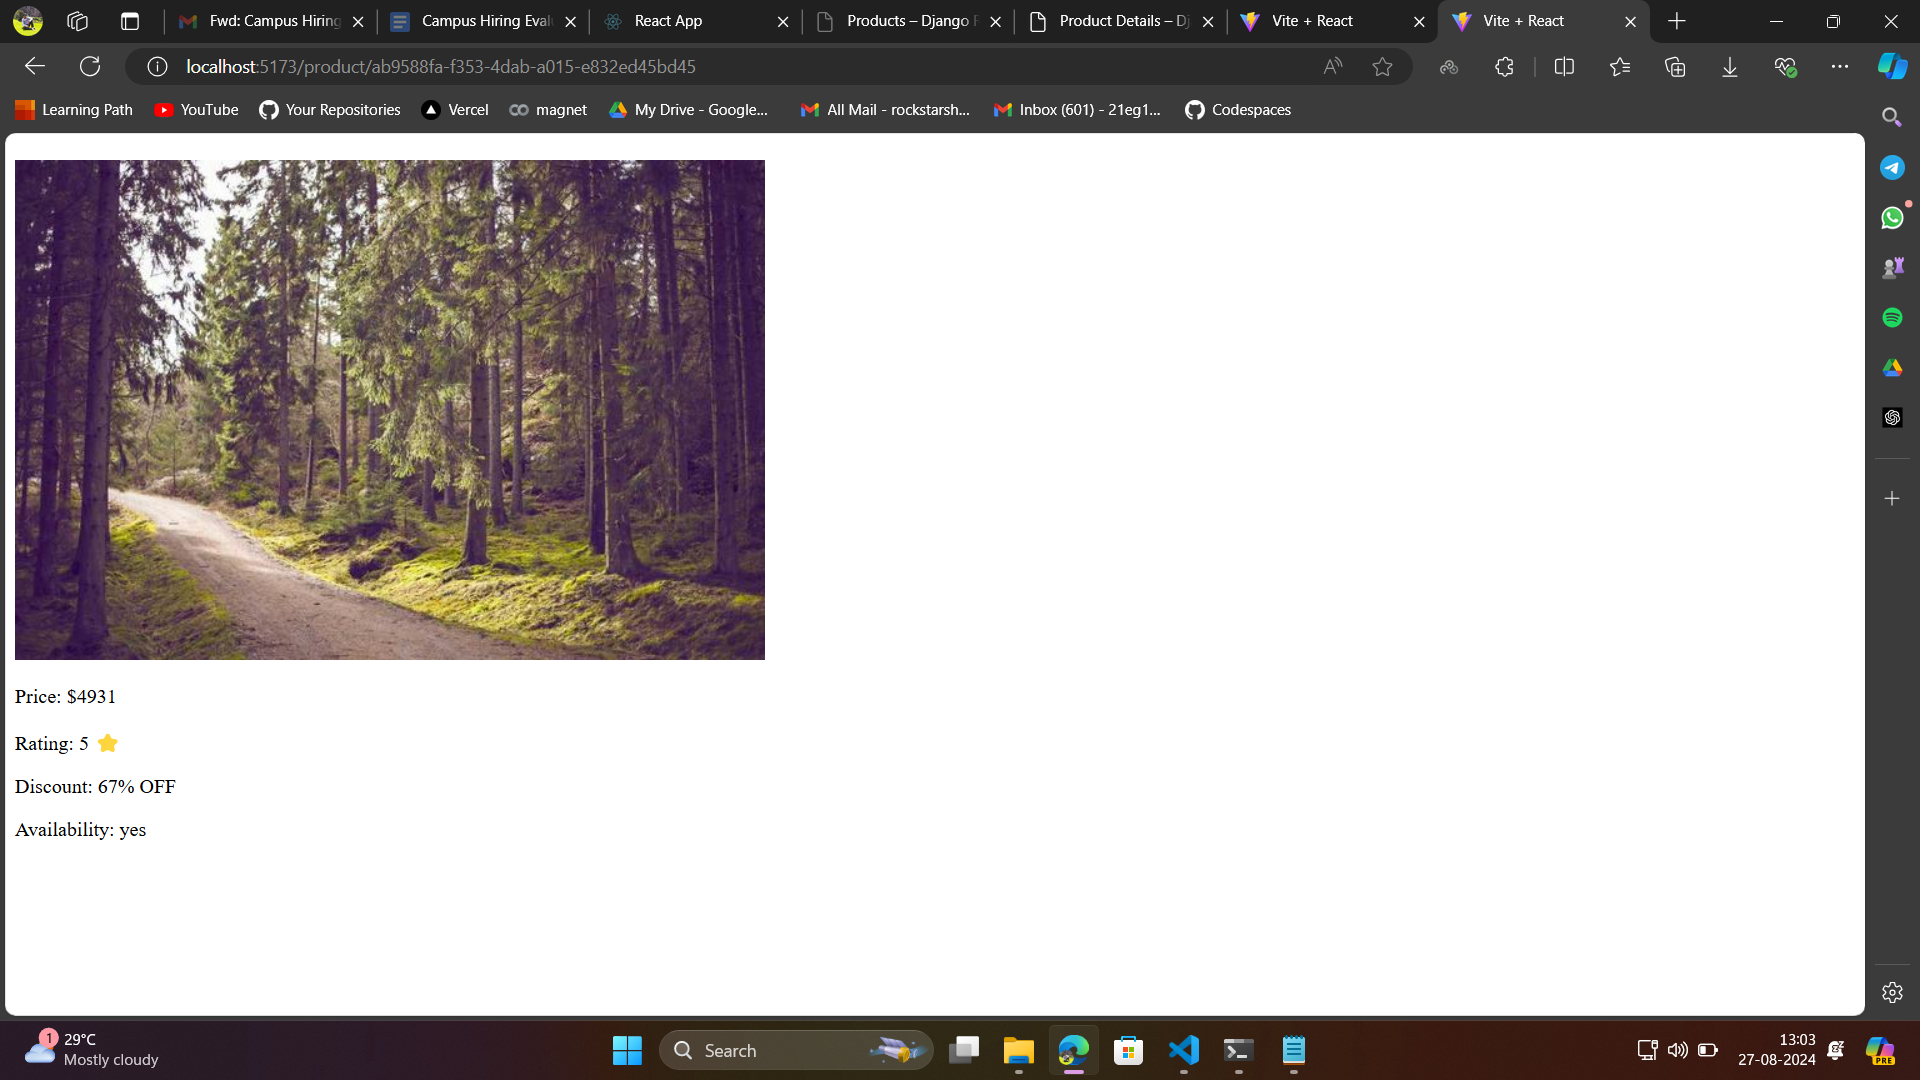 Fwd: Campus Hiring
Campus Hiring Eval
React App
Products – Django R
Product Details – Dj
Vite + React
Vite + React
localhost:5173/product/ab9588fa-f353-4dab-a015-e832ed45bd45
Learning Path
YouTube
Your Repositories
Vercel
magnet
My Drive - Google...
All Mail - rockstarsh...
Inbox (601) - 21eg1...
Codespaces
Price: $4931
Rating: 5
Discount: 67% OFF
Availability: yes
1
29°C
Mostly cloudy
Search
13:03
27-08-2024
PRE